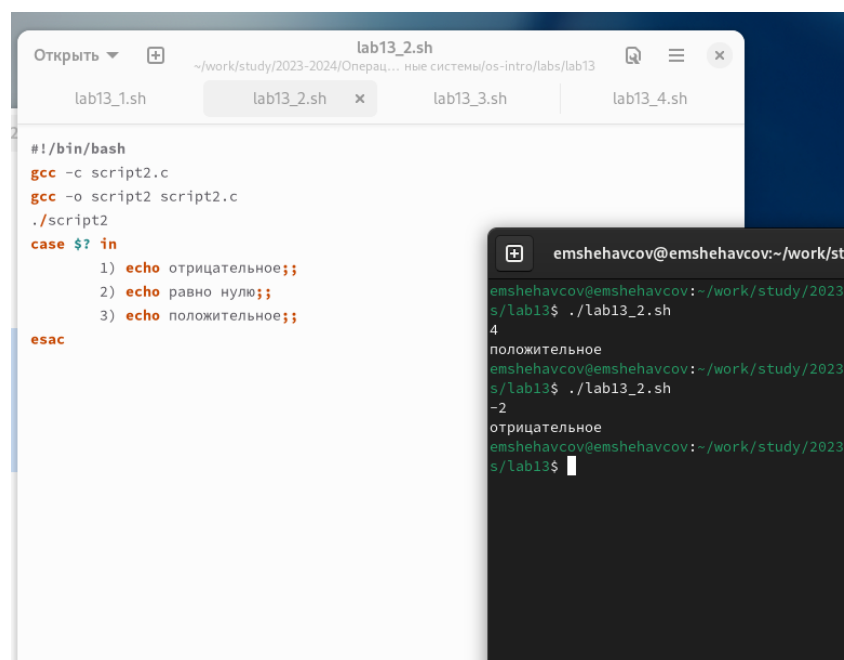 Открыть
lab13_2.sh
~/work/study/2023-2024/Операц... ные системы/os-intro/labs/lab13
lab13_1.sh
lab13_2.sh
lab13_3.sh
lab13_4.sh
2
#!/bin/bash
gcc -c script2.c
gcc -o script2 script2.c
./script2
case $? in
1) echo отрицательное;;
2) echo равно нулю;;
3) echo положительное;;
esac
emshehavcov@emshehavcov:~/work/st
emshehavcov@emshehavcov:~/work/study/2023
s/lab13$ ./lab13_2.sh
4
положительное
emshehavcov@emshehavcov:~/work/study/2023
s/lab13$ ./lab13_2.sh
-2
отрицательное
emshehavcov@emshehavcov:~/work/study/2023
s/lab13$